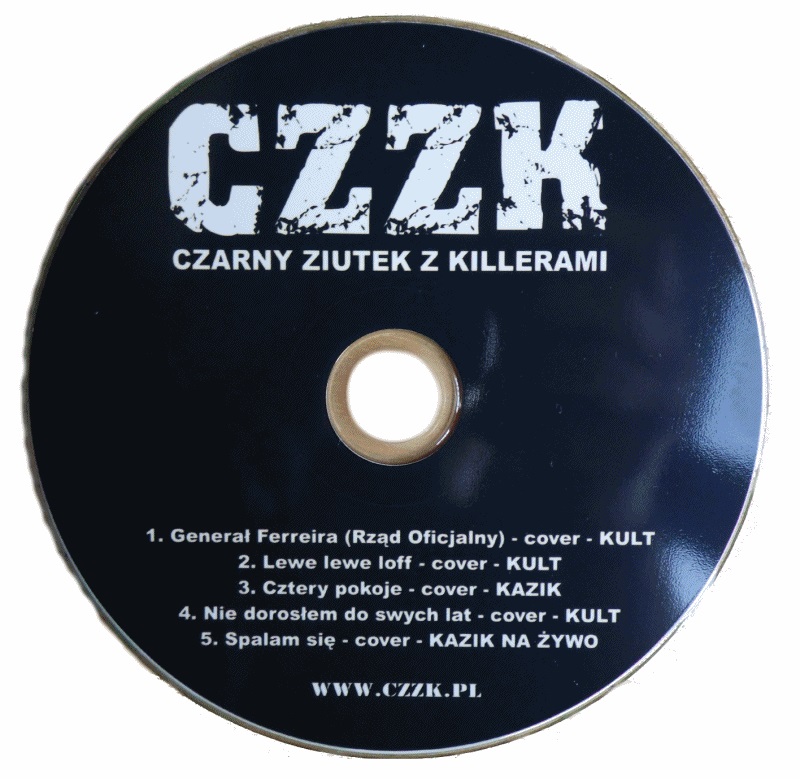 CZZK
CZARNY ZIUTEK Z KILLERAMI
1. Generał Ferreira (Rząd Oficjalny) - cover - KULT
2. Lewe lewe loff - cover - KULT
3. Cztery pokoje - cover - KAZIK
4. Nie dorosłem do swych lat - cover - KULT
5. Spalam się - cover - KAZIK NA ŻYWO
WWW.CZZK.PL